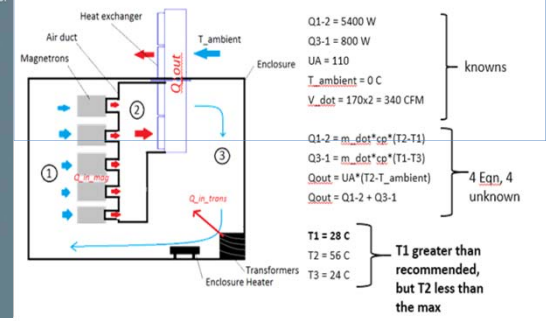 Heat exchanger
Air duct
Magnetrons
T_ambient
Enclosure
Q_out
2
1
3
Q_in_mag
Q_in_trans
Transformers
Enclosure Heater
Q1-2 = 5400 W
Q3-1 = 800 W
UA = 110
T_ambient = 0 C
V_dot = 170x2 = 340 CFM
knowns
Q1-2 = m_dot*cp*(T2-T1)
Q3-1 = m_dot*cp*(T1-T3)
Qout = UA*(T2-T_ambient)
Qout = Q1-2 + Q3-1
4 Eqn, 4
unknown
T1 = 28 C
T2 = 56 C
T3 = 24 C
T1 greater than
recommended,
but T2 less than
the max